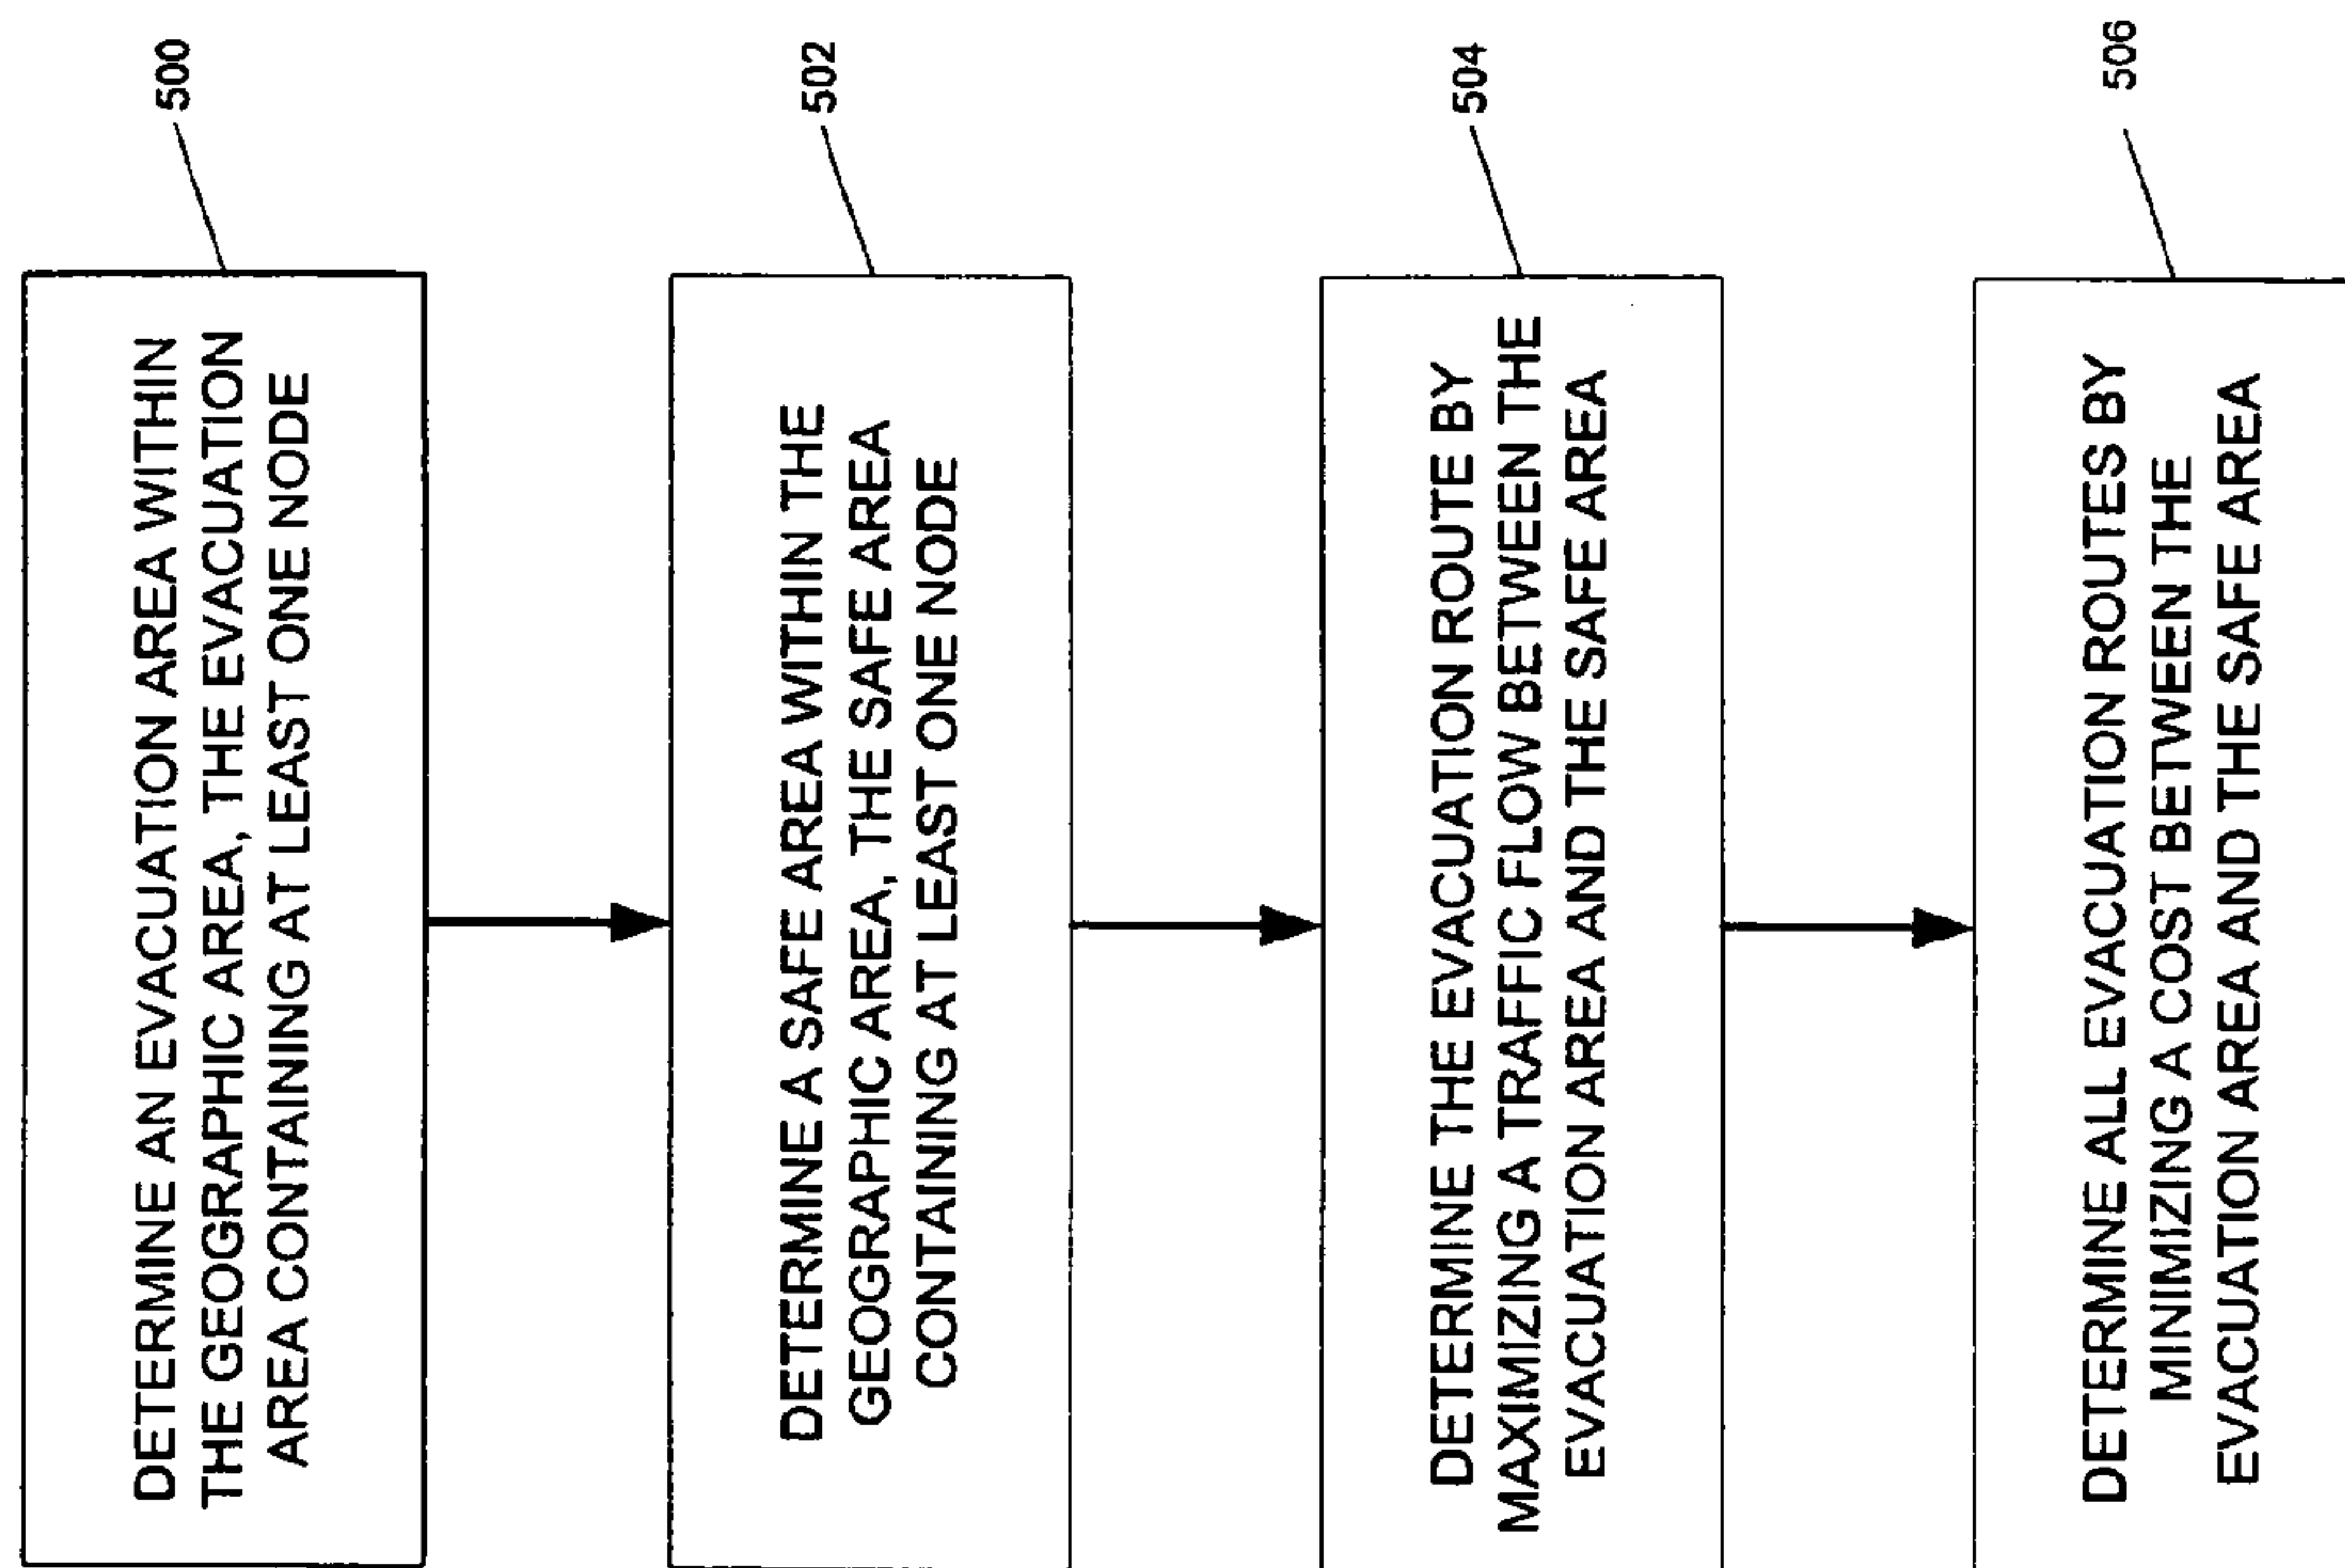 500
DETERMINE AN EVACUATION AREA WITHIN
THE GEOGRAPHIC AREA, THE EVACUATION
AREA CONTAINING AT LEAST ONE NODE
502
DETERMINE A SAFE AREA WITHIN THE
GEOGRAPHIC AREA, THE SAFE AREA
CONTAINING AT LEAST ONE NODE
504
DETERMINE THE EVACUATION ROUTE BY
MAXIMIZING A TRAFFIC FLOW BETWEEN THE
EVACUATION AREA AND THE SAFE AREA
506
DETERMINE ALL EVACUATION ROUTES BY
MINIMIZING A COST BETWEEN THE
EVACUATION AREA AND THE SAFE AREA